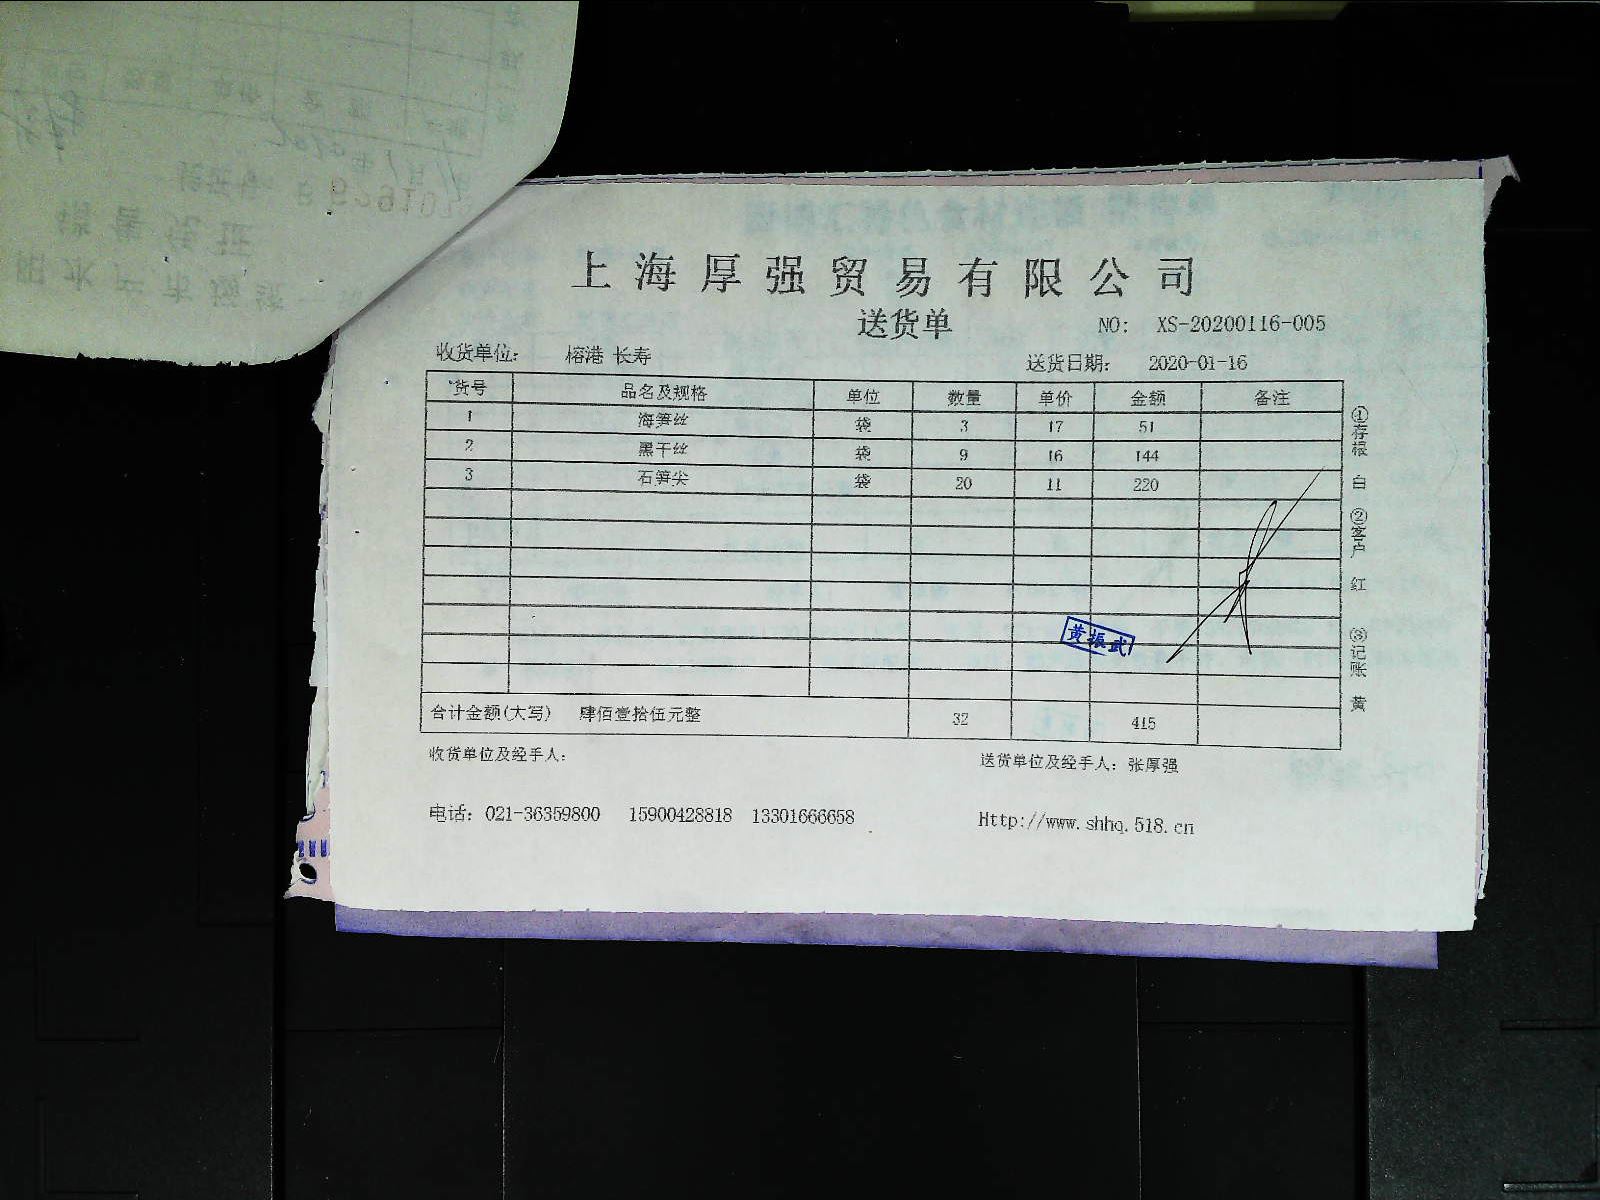 上海厚强贸易有限公司
送货单
NO: XS-20200116-005
收货单位: 榕港 长寿
送货日期: 2020-01-16
货号 品名及规格 单位 数量 单价 金额 备注
1 海笋丝 袋 3 17 51
2 黑干丝 袋 9 16 144
3 石笋尖 袋 20 11 220
黄振武
合计金额(大写) 肆佰壹拾伍元整 32 415
①存根 白 ②客户 红 ③记账 黄
收货单位及经手人:
送货单位及经手人: 张厚强
电话: 021-36359800 15900428818 13301666658
Http://www.shhq.518.cn